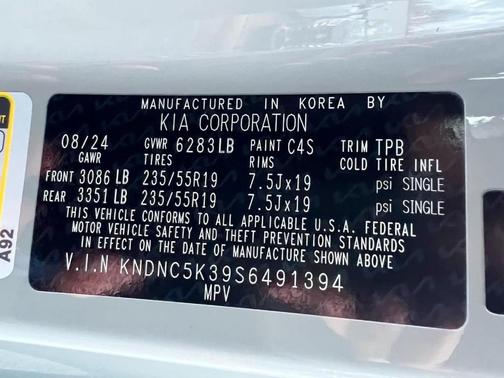 MANUFACTURED IN KOREA BY
KIA CORPORATION
08/24 GVWR 6283LB PAINT C4S TRIM TPB
GAWR TIRES RIMS COLD TIRE INFL
FRONT 3086 LB 235/55R19 7.5Jx19 psi SINGLE
REAR 3351 LB 235/55R19 7.5Jx19 psi SINGLE
THIS VEHICLE CONFORMS TO ALL APPLICABLE U.S.A. FEDERAL
MOTOR VEHICLE SAFETY AND THEFT PREVENTION STANDARDS
IN EFFECT ON THE DATE OF MANUFACTURE SHOWN ABOVE
V.I.N KNDNC5K39S6491394
MPV
A92